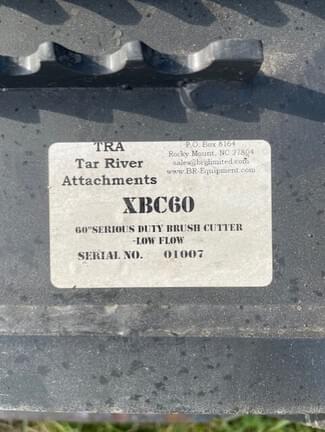 TRA
Tar River
Attachments
P.O. Box 8164
Rocky Mount, NC 27804
sales@brglimited.com
www.BR-Equipment.com
XBC60
60"SERIOUS DUTY BRUSH CUTTER
-LOW FLOW
SERIAL NO. 01007